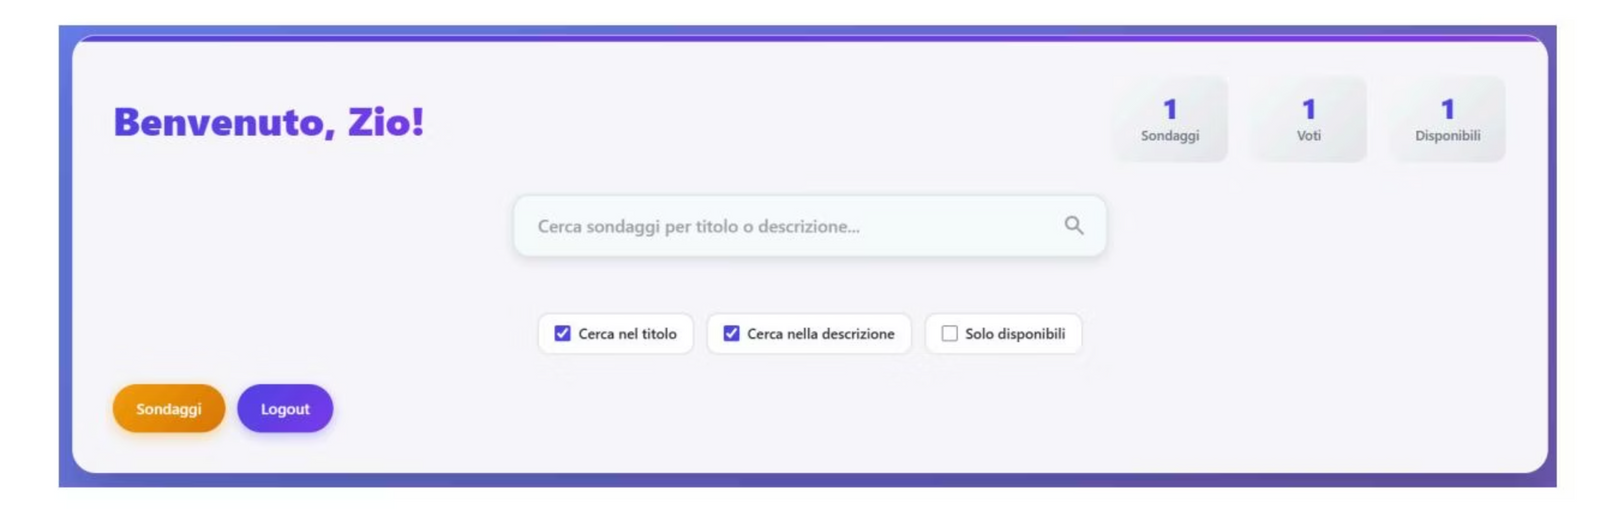 Benvenuto, Zio!
1
Sondaggi
1
Voti
1
Disponibili
Cerca sondaggi per titolo o descrizione...
Cerca nel titolo
Cerca nella descrizione
Solo disponibili
Sondaggi
Logout